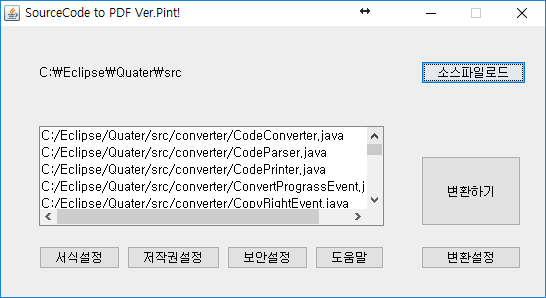 SourceCode to PDF Ver.Pint!
C:₩Eclipse₩Quater₩src
소스파일로드
C:/Eclipse/Quater/src/converter/CodeConverter.java
C:/Eclipse/Quater/src/converter/CodeParser.java
C:/Eclipse/Quater/src/converter/CodePrinter.java
C:/Eclipse/Quater/src/converter/ConvertPrograssEvent.j
C:/Eclipse/Quater/src/converter/CopyRightEvent.java
변환하기
서식설정 저작권설정 보안설정 도움말 변환설정